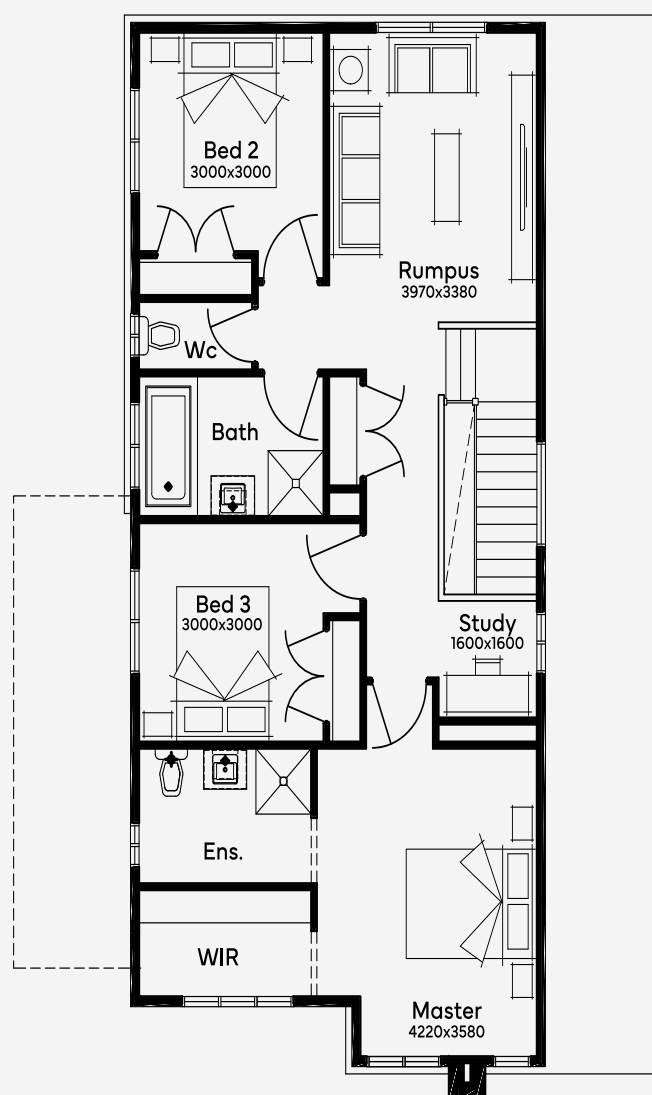 Bed 2
3000x3000
Rumpus
3970x3380
Wc
Bath
Bed 3
3000x3000
Study
1600x1600
Ens.
WIR
Master
4220x3580